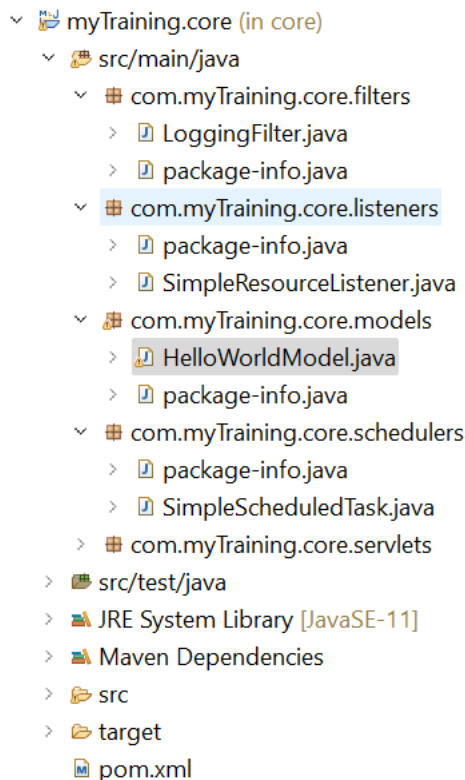 myTraining.core (in core)
src/main/java
com.myTraining.core.filters
LoggingFilter.java
package-info.java
com.myTraining.core.listeners
package-info.java
SimpleResourceListener.java
com.myTraining.core.models
HelloWorldModel.java
package-info.java
com.myTraining.core.schedulers
package-info.java
SimpleScheduledTask.java
com.myTraining.core.servlets
src/test/java
JRE System Library [JavaSE-11]
Maven Dependencies
src
target
pom.xml